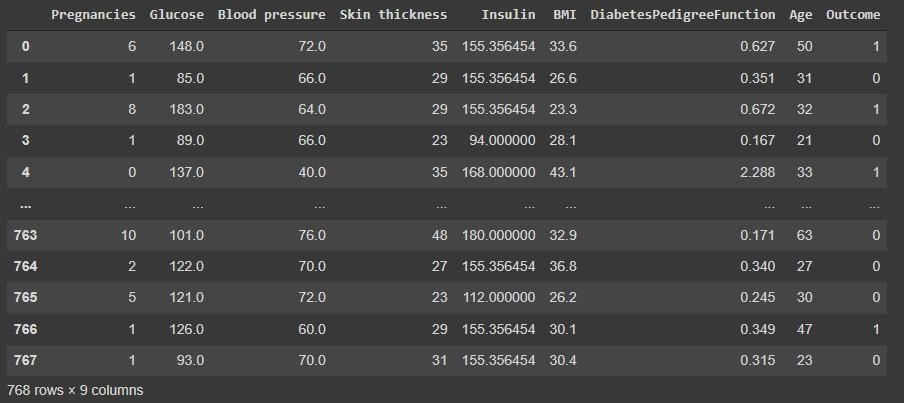 Pregnancies Glucose Blood pressure Skin thickness Insulin BMI DiabetesPedigreeFunction Age Outcome
0 6 148.0 72.0 35 155.356454 33.6 0.627 50 1
1 1 85.0 66.0 29 155.356454 26.6 0.351 31 0
2 8 183.0 64.0 29 155.356454 23.3 0.672 32 1
3 1 89.0 66.0 23 94.000000 28.1 0.167 21 0
4 0 137.0 40.0 35 168.000000 43.1 2.288 33 1
... ... ... ... ... ... ... ... ... ...
763 10 101.0 76.0 48 180.000000 32.9 0.171 63 0
764 2 122.0 70.0 27 155.356454 36.8 0.340 27 0
765 5 121.0 72.0 23 112.000000 26.2 0.245 30 0
766 1 126.0 60.0 29 155.356454 30.1 0.349 47 1
767 1 93.0 70.0 31 155.356454 30.4 0.315 23 0
768 rows × 9 columns